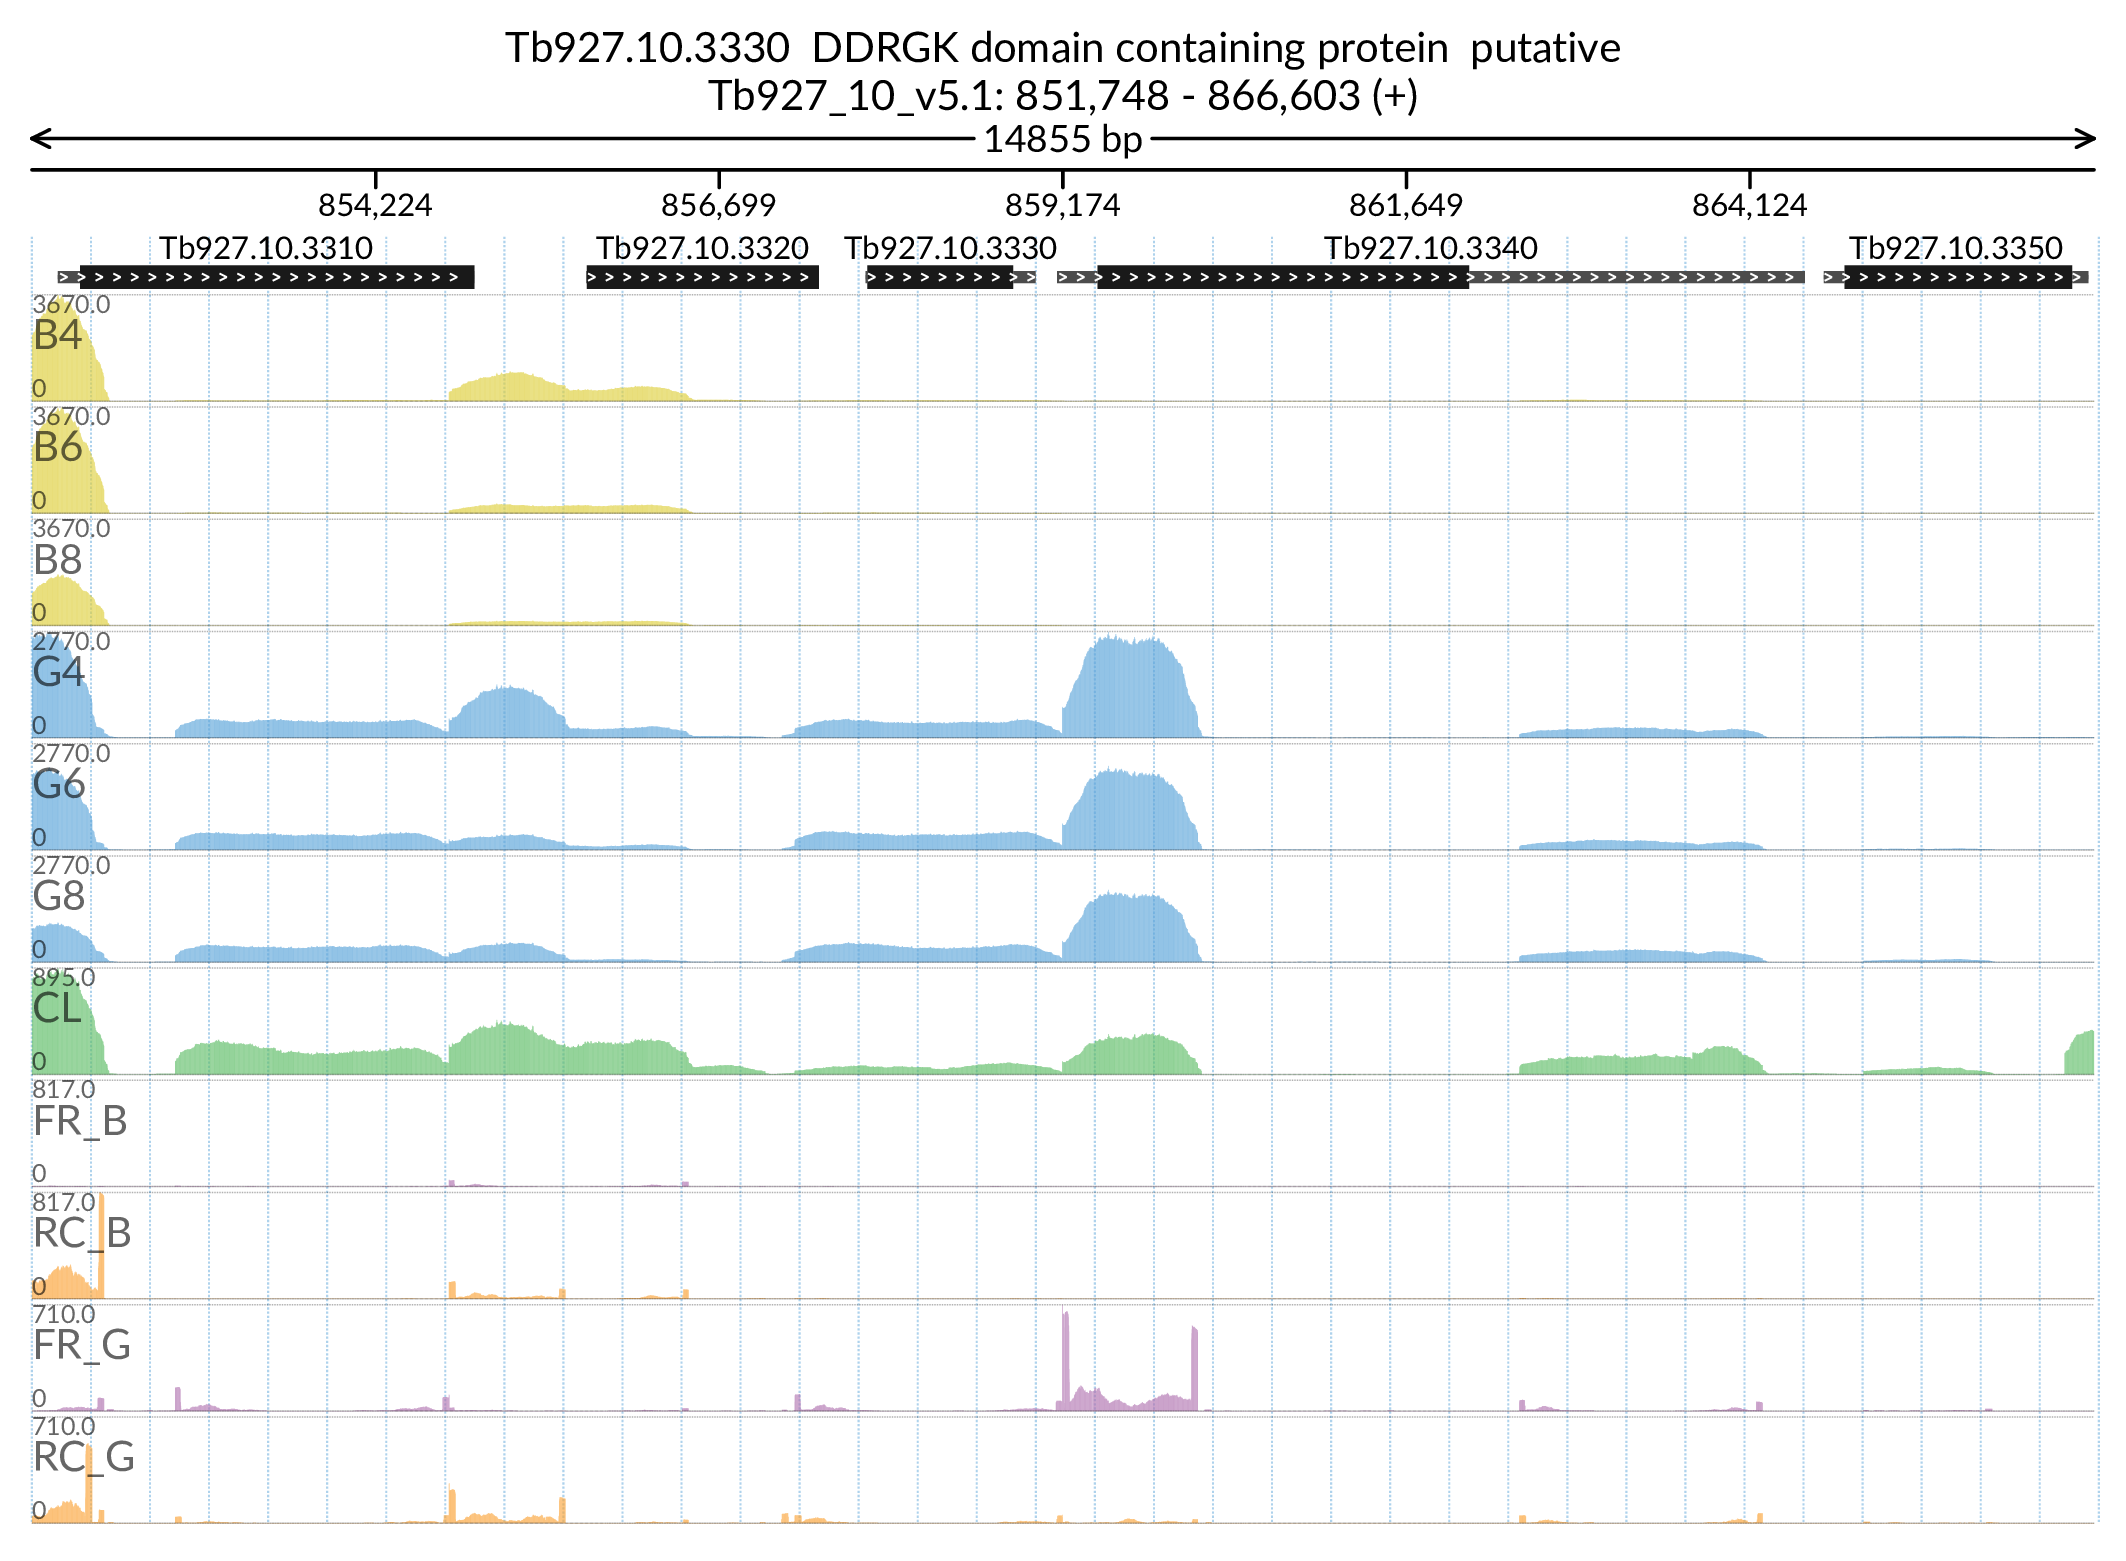 Tb927.10.3330  DDRGK domain containing protein  putative
Tb927_10_v5.1: 851,748 - 866,603 (+)
14855 bp
854,224 856,699 859,174 861,649 864,124
Tb927.10.3310 Tb927.10.3320 Tb927.10.3330 Tb927.10.3340 Tb927.10.3350
3670.0
B4
0
3670.0
B6
0
3670.0
B8
0
2770.0
G4
0
2770.0
G6
0
2770.0
G8
0
895.0
CL
0
817.0
FR_B
0
817.0
RC_B
0
710.0
FR_G
0
710.0
RC_G
0